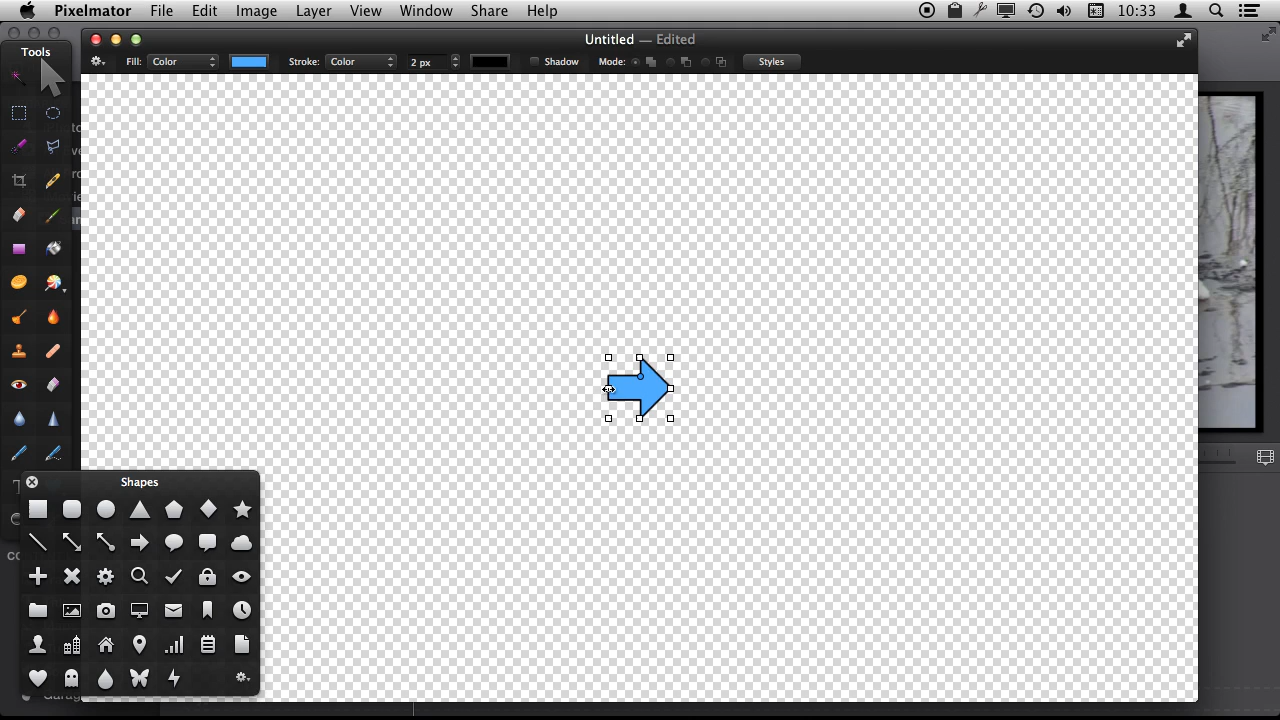 Pixelmator File Edit Image Layer View Window Share Help 10:33
Untitled — Edited
Tools
Fill: Color Stroke: Color 2 px Shadow Mode: Styles
Shapes